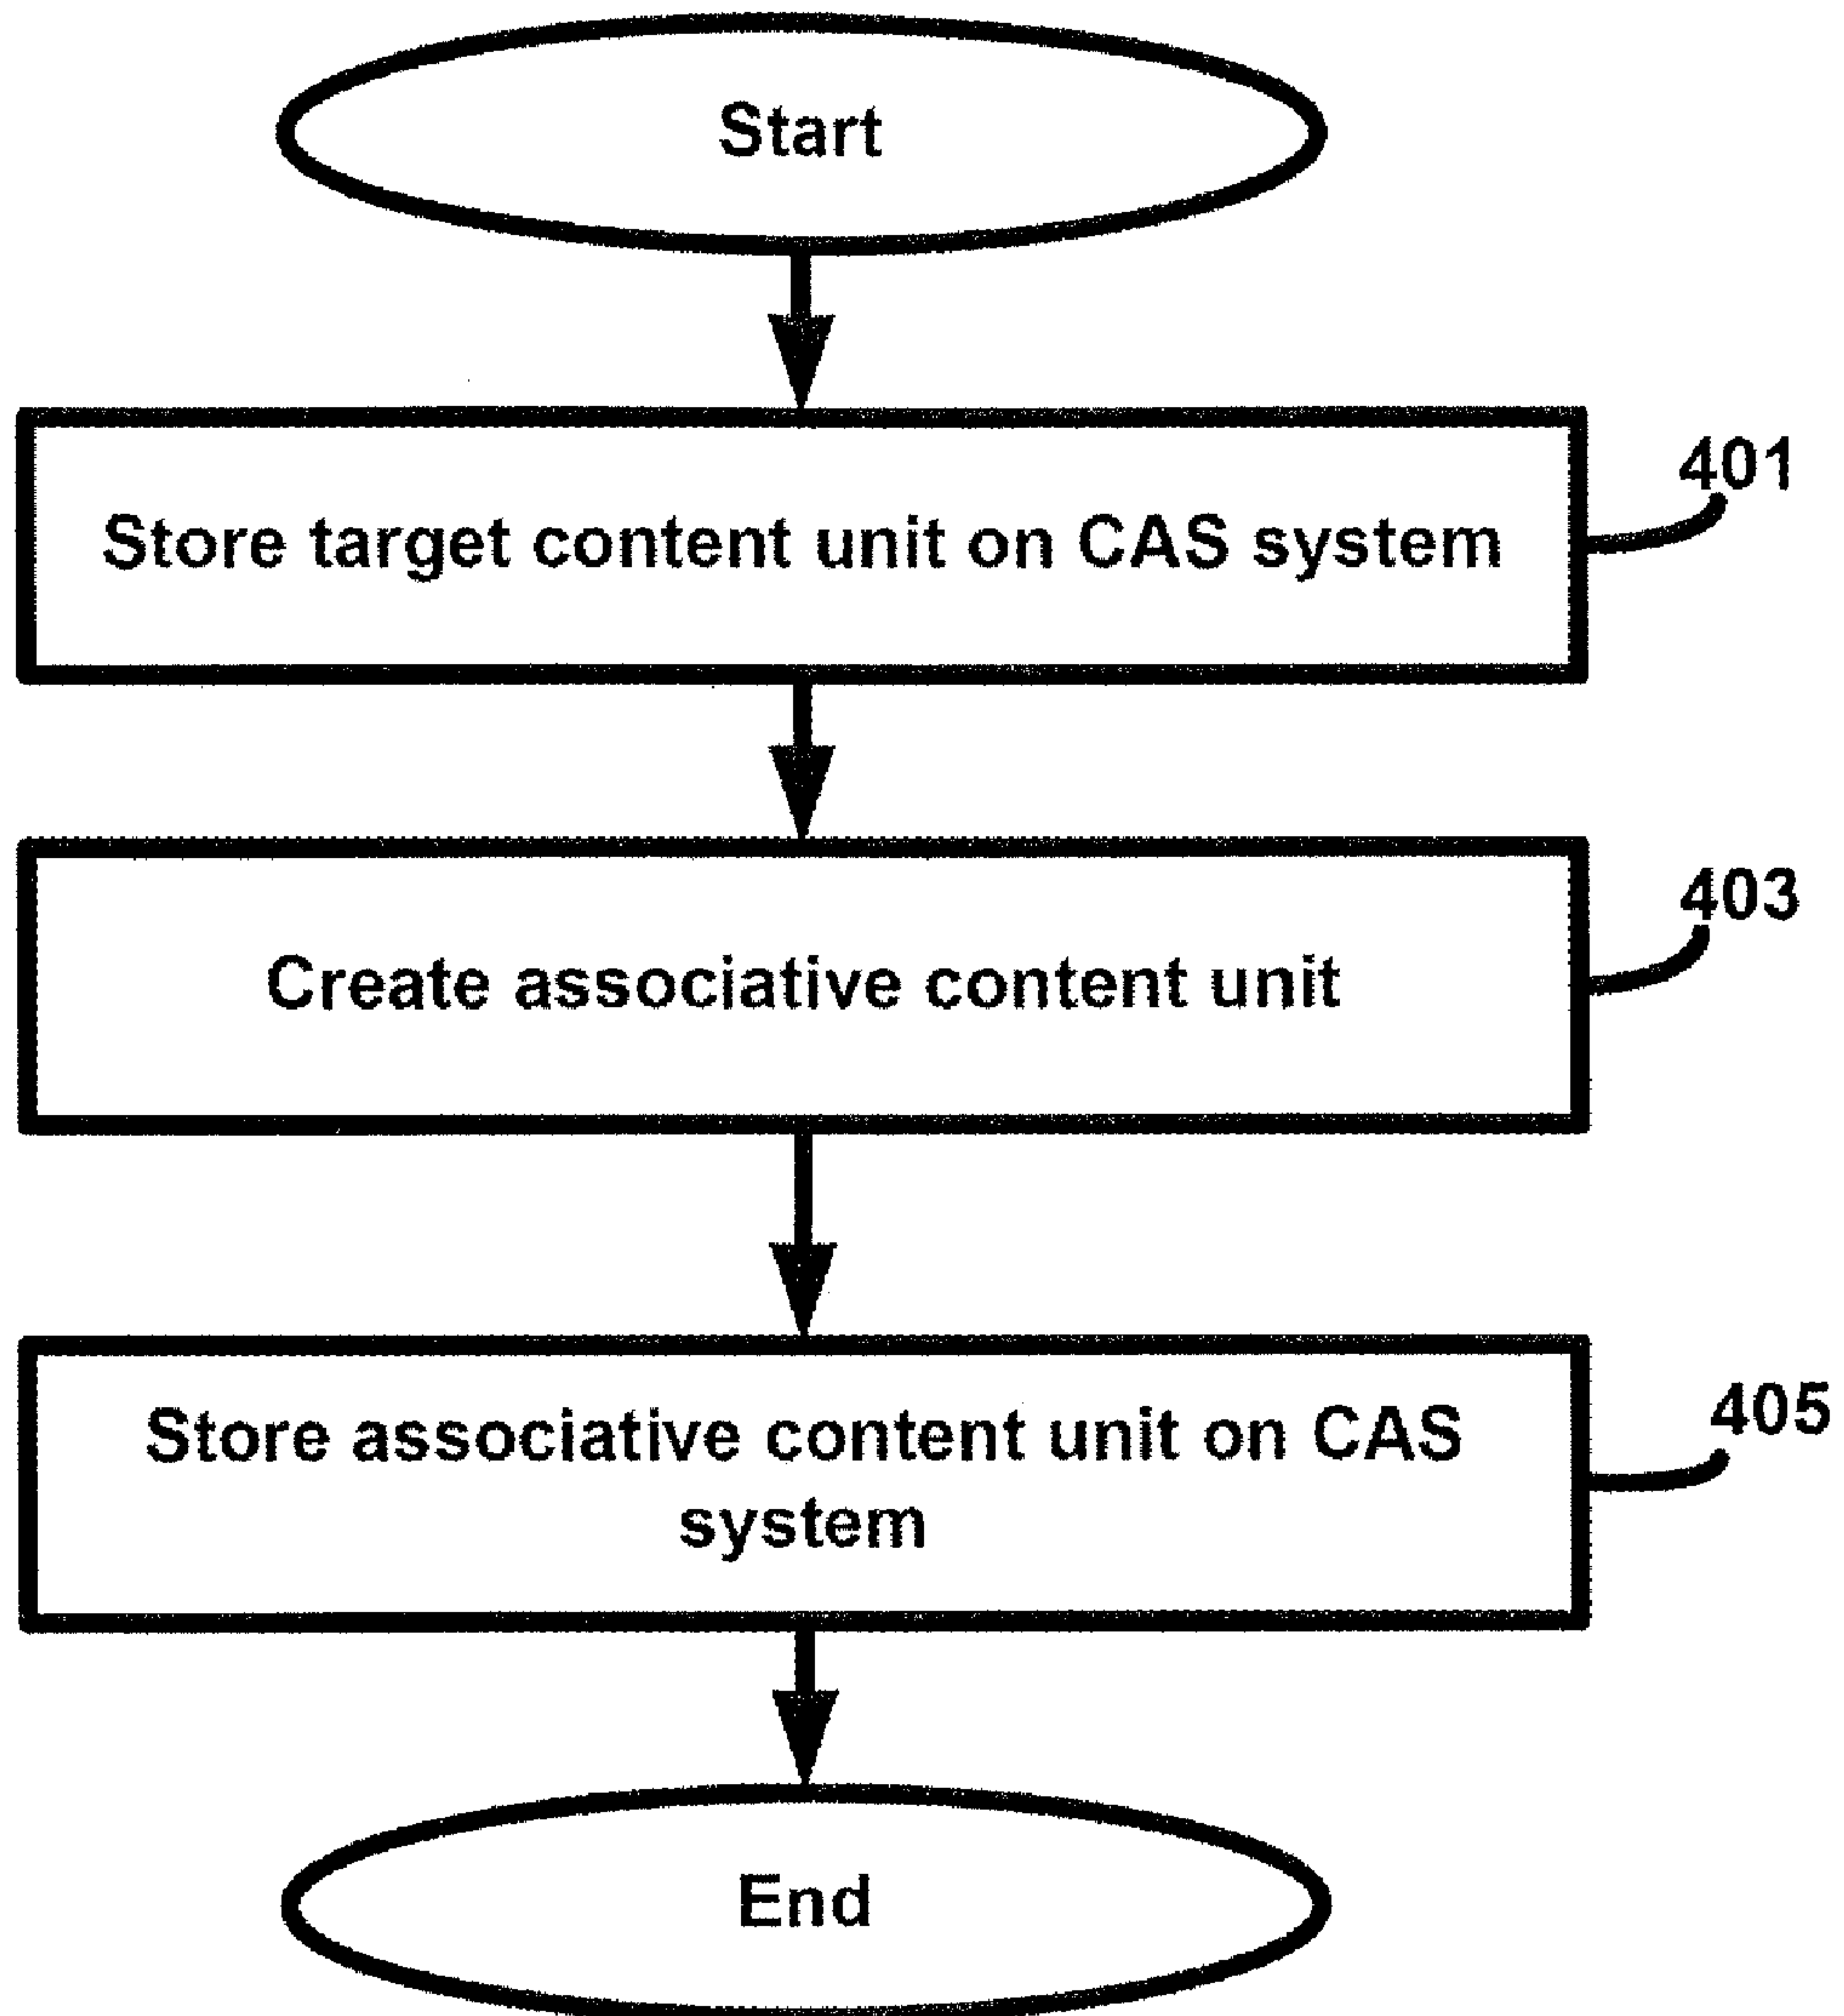 Start
401
Store target content unit on CAS system
403
Create associative content unit
405
Store associative content unit on CAS
system
End